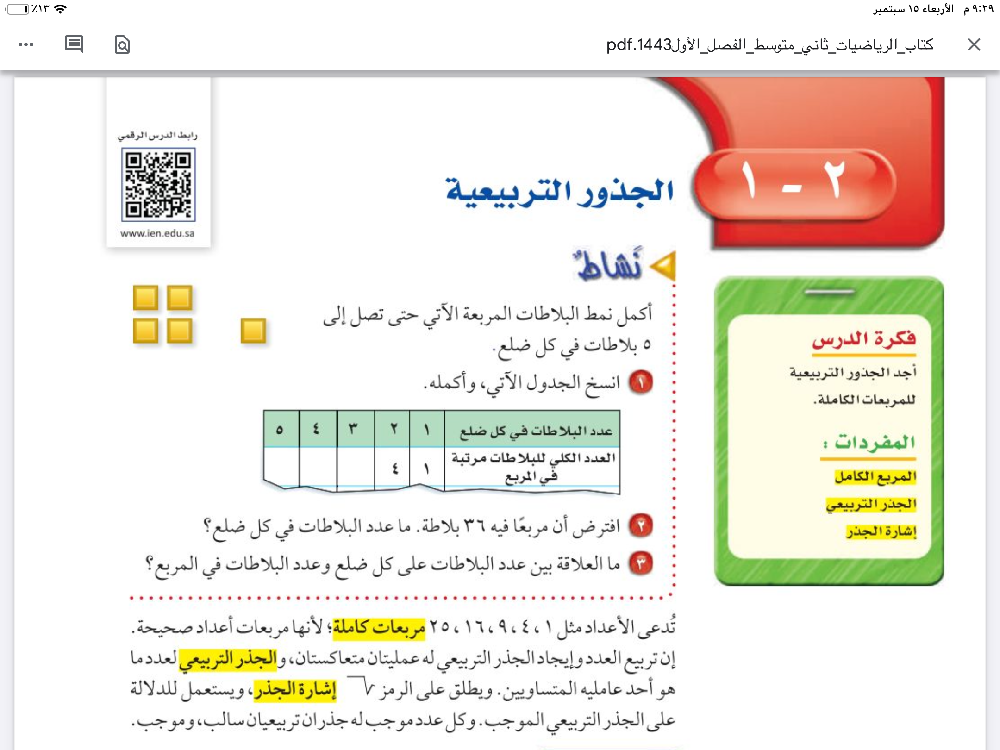 ٩:٢٩ م الأربعاء ١٥ سبتمبر
٪١٣
كتاب_الرياضيات_ثاني_متوسط_الفصل_الأول1443.pdf
رابط الدرس الرقمي
www.ien.edu.sa
٢ - ١
الجذور التربيعية
فكرة الدرس
أجد الجذور التربيعية
للمربعات الكاملة.
المفردات :
المربع الكامل
الجذر التربيعي
إشارة الجذر
نَشاطٌ
أكمل نمط البلاطات المربعة الآتي حتى تصل إلى
٥ بلاطات في كل ضلع.
١ انسخ الجدول الآتي، وأكمله.
عدد البلاطات في كل ضلع ١ ٢ ٣ ٤ ٥
العدد الكلي للبلاطات مرتبة
في المربع ١ ٤
٢ افترض أن مربعًا فيه ٣٦ بلاطة. ما عدد البلاطات في كل ضلع؟
٣ ما العلاقة بين عدد البلاطات على كل ضلع وعدد البلاطات في المربع؟
تُدعى الأعداد مثل ١، ٤، ٩، ١٦، ٢٥ مربعات كاملة؛ لأنها مربعات أعداد صحيحة.
إن تربيع العدد وإيجاد الجذر التربيعي له عمليتان متعاكستان، والجذر التربيعي لعدد ما
هو أحد عامليه المتساويين. ويطلق على الرمز √ إشارة الجذر، ويستعمل للدلالة
على الجذر التربيعي الموجب. وكل عدد موجب له جذران تربيعيان سالب، وموجب.